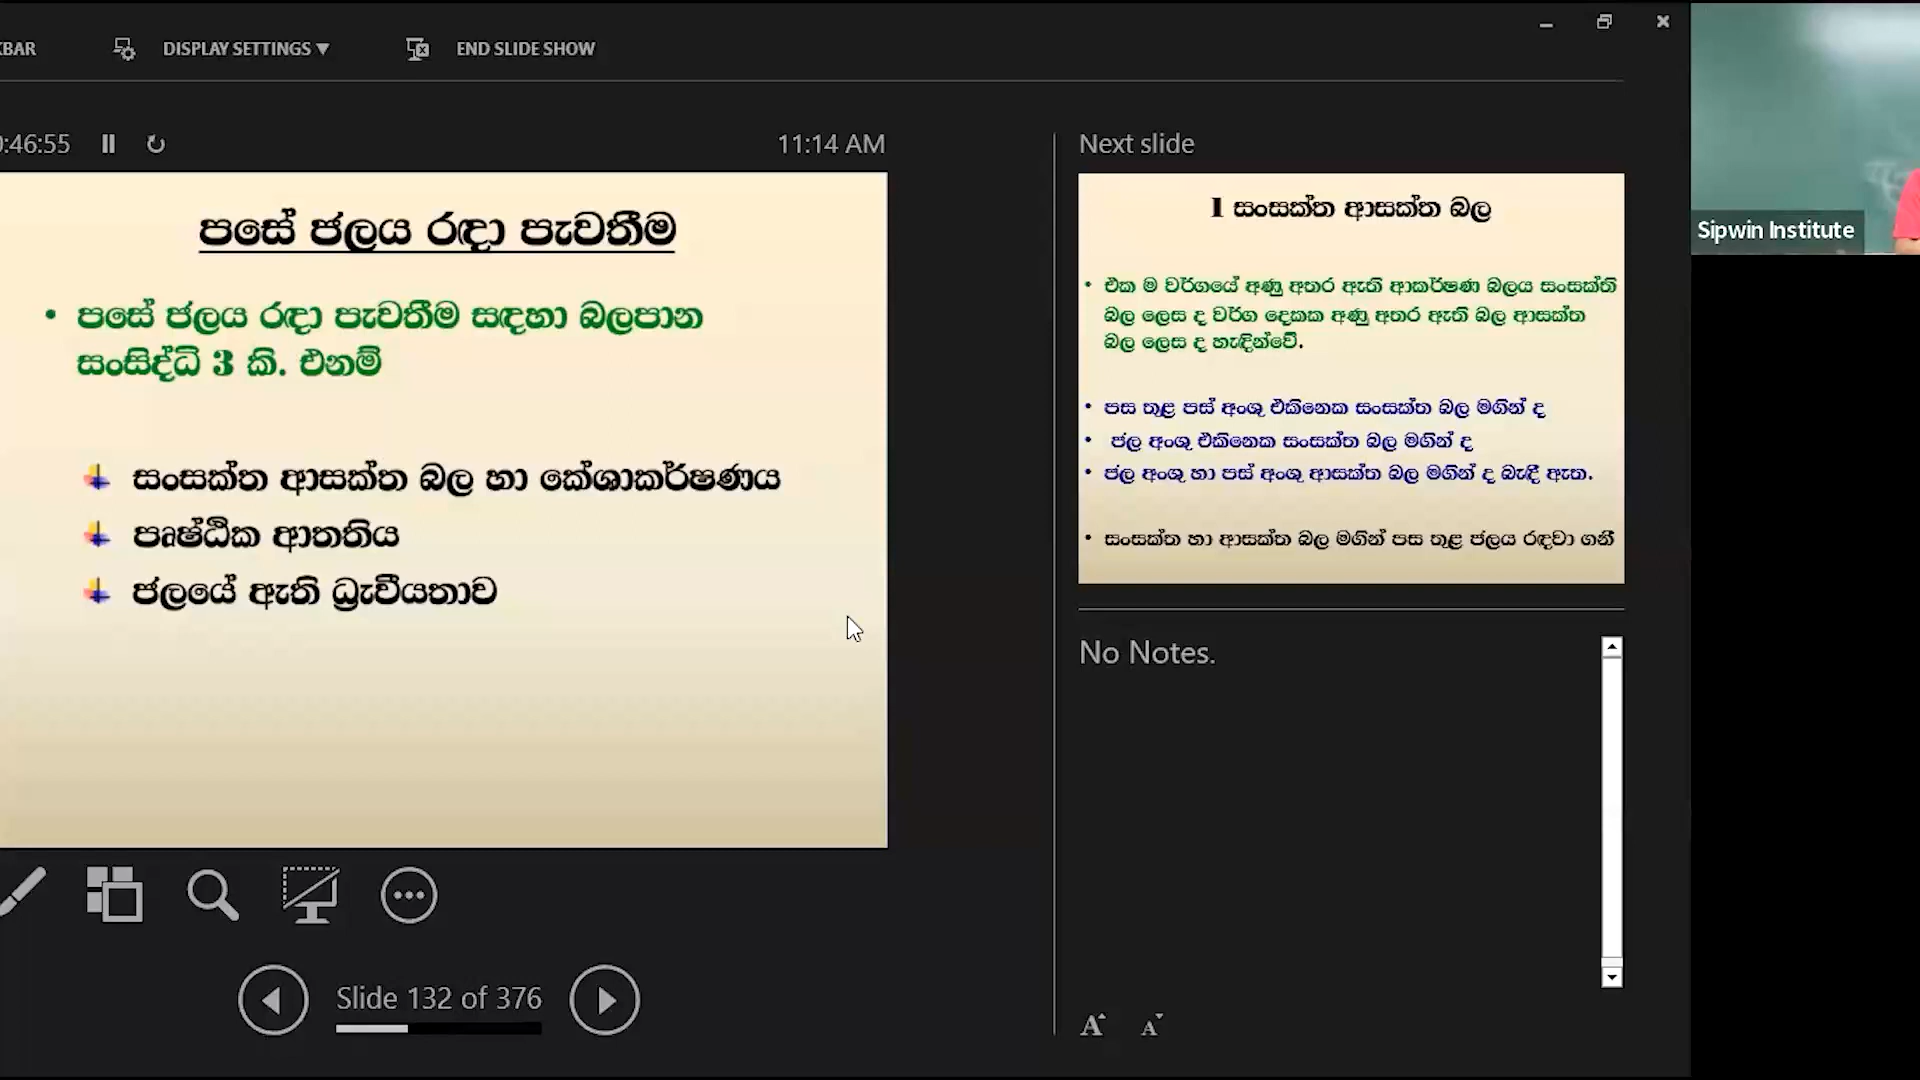 DISPLAY SETTINGS ▼
END SLIDE SHOW
:46:55
11:14 AM
පසේ ජලය රඳා පැවතීම
• පසේ ජලය රඳා පැවතීම සඳහා බලපාන
සංසිද්ධි 3 කි. එනම්
සංසක්ත ආසක්ත බල හා කේශාකර්ෂණය
පෘෂ්ඨික ආතතිය
ජලයේ ඇති ධ්‍රැවීයතාව
Slide 132 of 376
Next slide
1 සංසක්ත ආසක්ත බල
• එක ම වර්ගයේ අණු අතර ඇති ආකර්ෂණ බලය සංසක්ති
බල ලෙස ද වර්ග දෙකක අණු අතර ඇති බල ආසක්ත
බල ලෙස ද හැඳින්වේ.
• පස තුළ පස් අංශු එකිනෙක සංසක්ත බල මගින් ද
• ජල අංශු එකිනෙක සංසක්ත බල මගින් ද
• ජල අංශු හා පස් අංශු ආසක්ත බල මගින් ද බැඳී ඇත.
• සංසක්ත හා ආසක්ත බල මගින් පස තුළ ජලය රඳවා ගනී
No Notes.
A A
Sipwin Institute